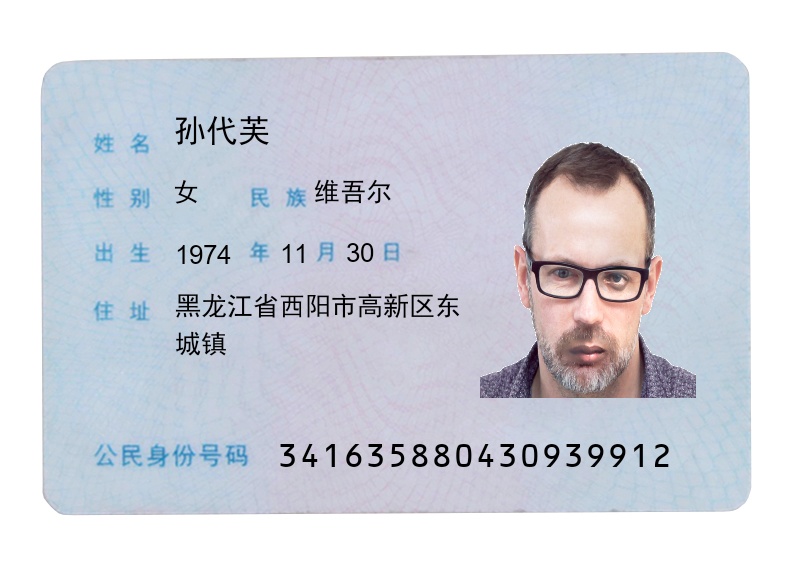 姓名 孙代芙
性别 女 民族 维吾尔
出生 1974 年 11 月 30 日
住址 黑龙江省西阳市高新区东
城镇
公民身份号码 341635880430939912